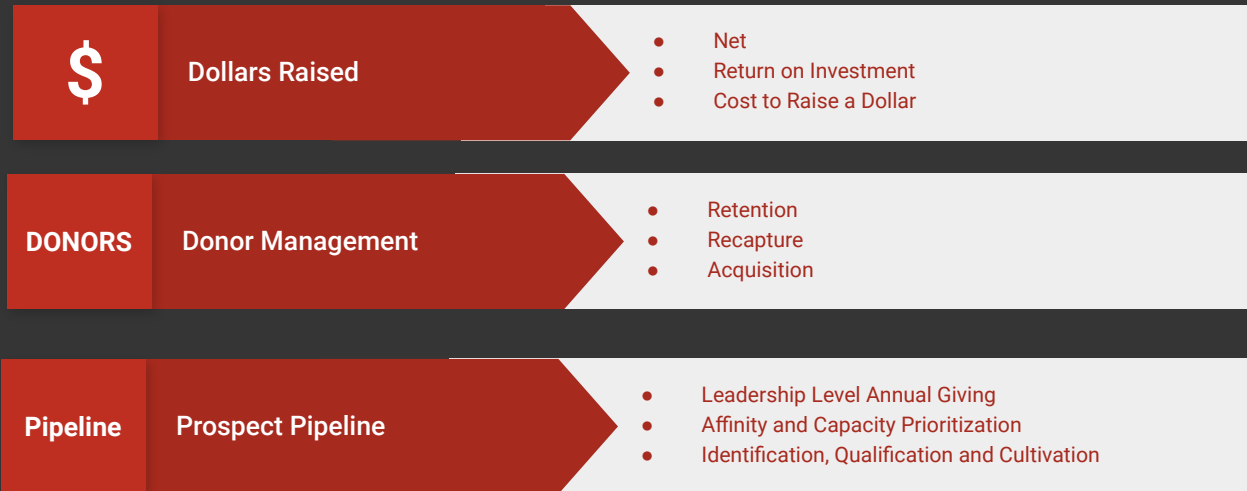 $
Dollars Raised
● Net
● Return on Investment
● Cost to Raise a Dollar
DONORS
Donor Management
● Retention
● Recapture
● Acquisition
Pipeline
Prospect Pipeline
● Leadership Level Annual Giving
● Affinity and Capacity Prioritization
● Identification, Qualification and Cultivation